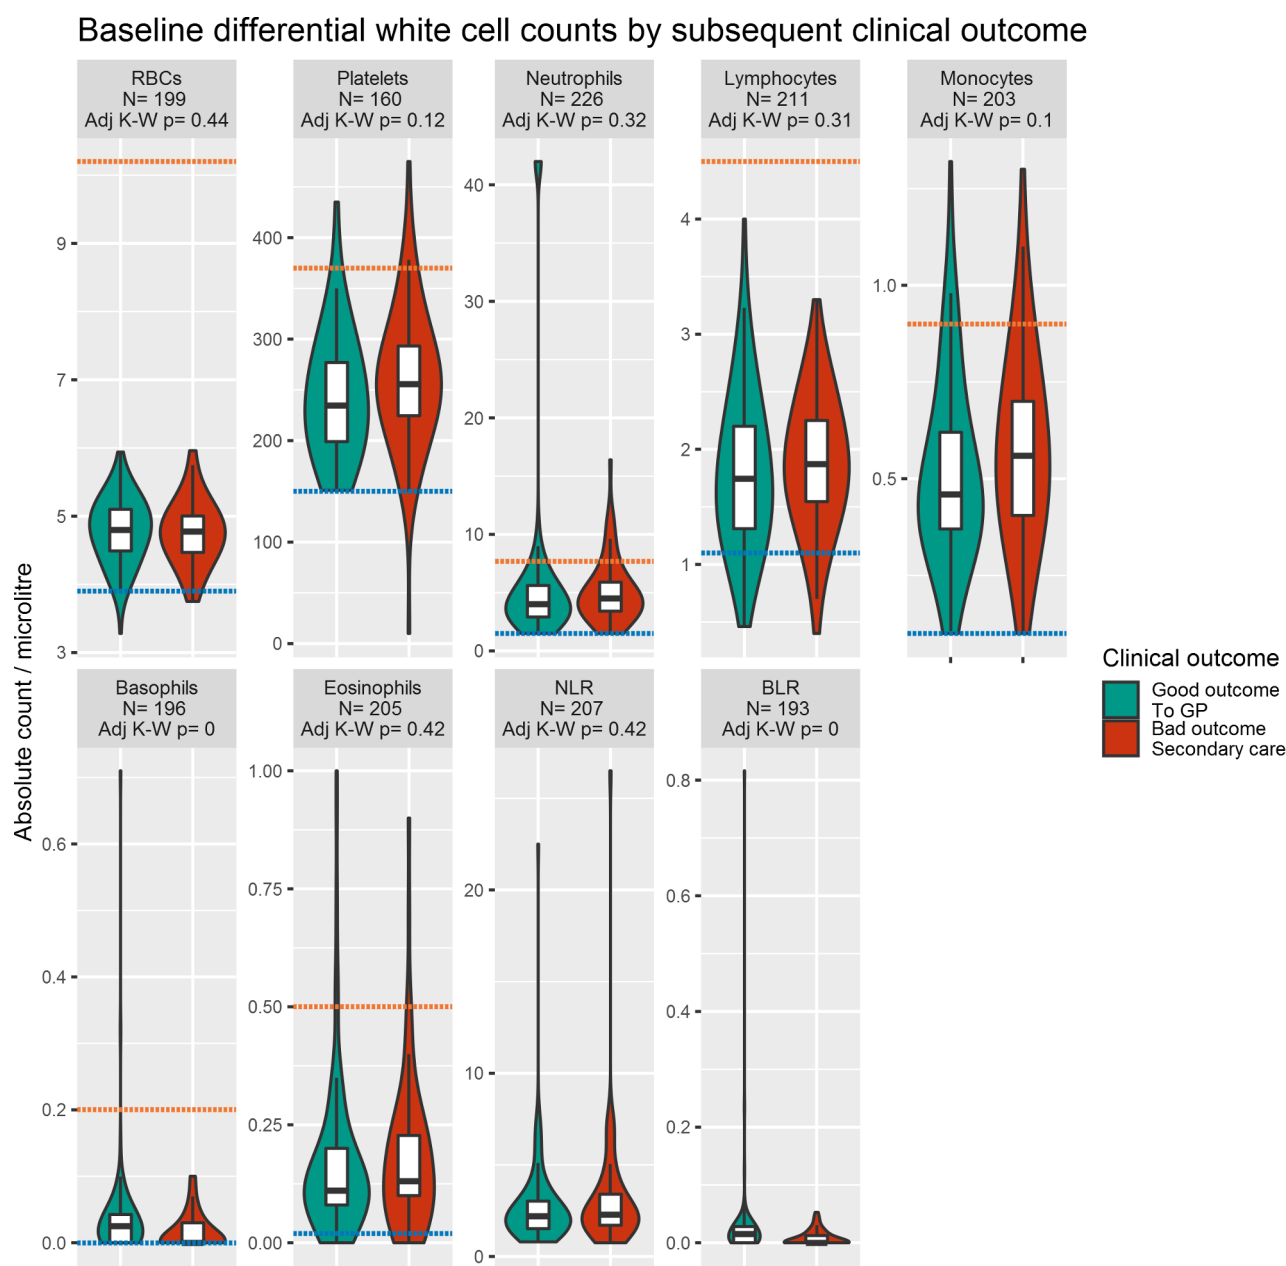 Baseline differential white cell counts by subsequent clinical outcome
RBCs
N= 199
Adj K-W p= 0.44
Platelets
N= 160
Adj K-W p= 0.12
Neutrophils
N= 226
Adj K-W p= 0.32
Lymphocytes
N= 211
Adj K-W p= 0.31
Monocytes
N= 203
Adj K-W p= 0.1
9
7
5
3
400
300
200
100
0
40
30
20
10
0
4
3
2
1
1.0
0.5
Absolute count / microlitre
Basophils
N= 196
Adj K-W p= 0
Eosinophils
N= 205
Adj K-W p= 0.42
NLR
N= 207
Adj K-W p= 0.42
BLR
N= 193
Adj K-W p= 0
0.6
0.4
0.2
0.0
1.00
0.75
0.50
0.25
0.00
20
10
0
0.8
0.6
0.4
0.2
0.0
Clinical outcome
Good outcome
To GP
Bad outcome
Secondary care